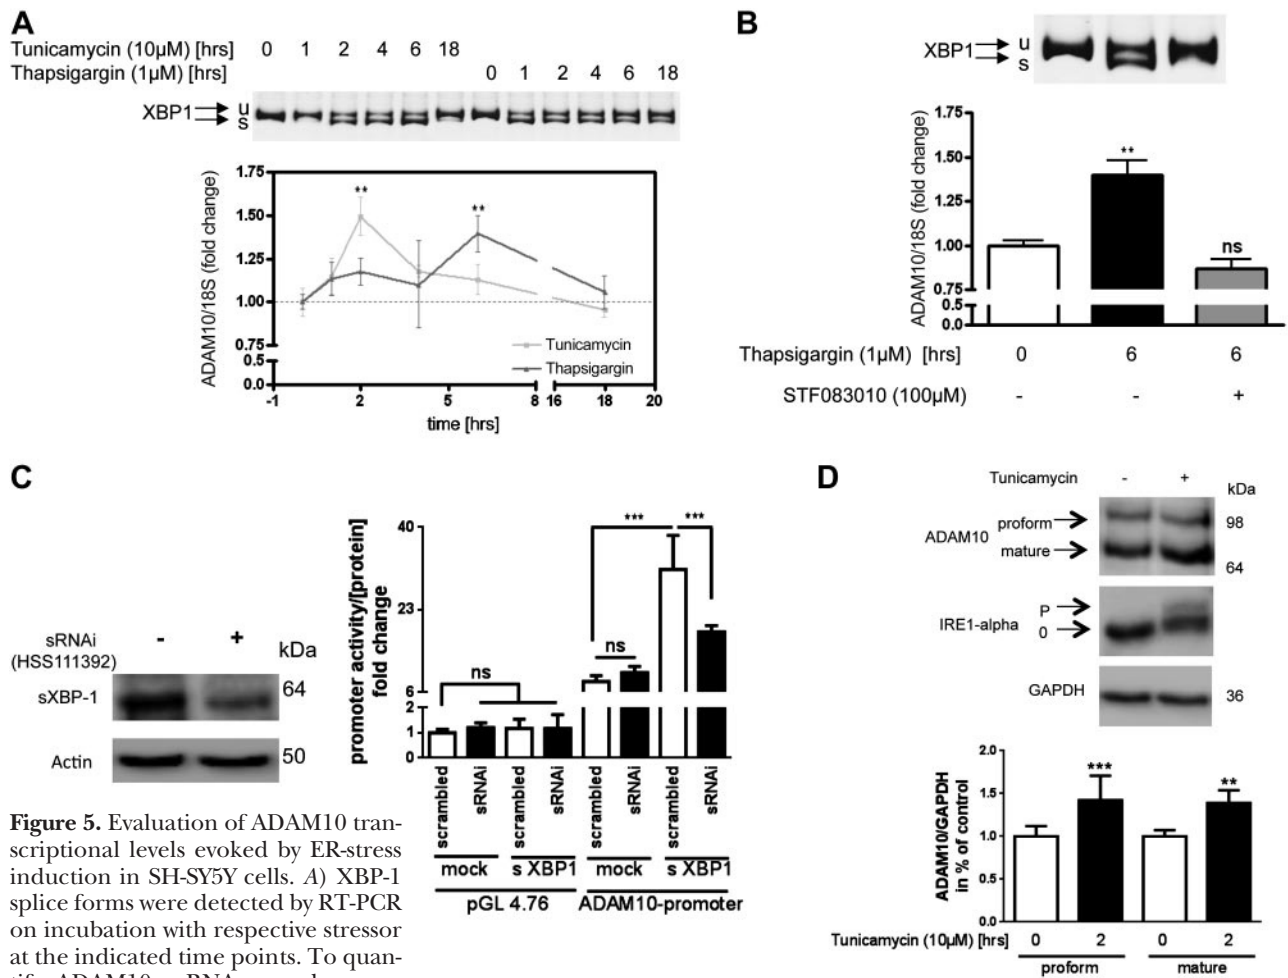 A
Tunicamycin (10µM) [hrs] 0 1 2 4 6 18
Thapsigargin (1µM) [hrs] 0 1 2 4 6 18
XBP1 u
s
ADAM10/18S (fold change)
1.75
1.50
1.25
1.00
0.75
0.5
0.0
** **
Tunicamycin
Thapsigargin
-1 2 5 8 16 18 20
time [hrs]
B
XBP1 u
s
ADAM10/18S (fold change)
1.75
1.50
1.25
1.00
0.75
0.5
0.0
**
ns
Thapsigargin (1µM) [hrs] 0 6 6
STF083010 (100µM) - - +
C
sRNAi - + kDa
(HSS111392)
sXBP-1 64
Actin 50
promoter activity/[protein]
fold change
40
23
6
2
1
0
ns
ns
*** ***
scrambled sRNAi scrambled sRNAi scrambled sRNAi scrambled sRNAi
mock s XBP1 mock s XBP1
pGL 4.76 ADAM10-promoter
D
Tunicamycin - +
kDa
ADAM10 proform 98
mature 64
IRE1-alpha P
0
GAPDH 36
ADAM10/GAPDH
in % of control
2.0
1.5
1.0
0.5
0.0
*** **
Tunicamycin (10µM) [hrs] 0 2 0 2
proform mature
Figure 5. Evaluation of ADAM10 tran-
scriptional levels evoked by ER-stress
induction in SH-SY5Y cells. A) XBP-1
splice forms were detected by RT-PCR
on incubation with respective stressor
at the indicated time points. To quan-